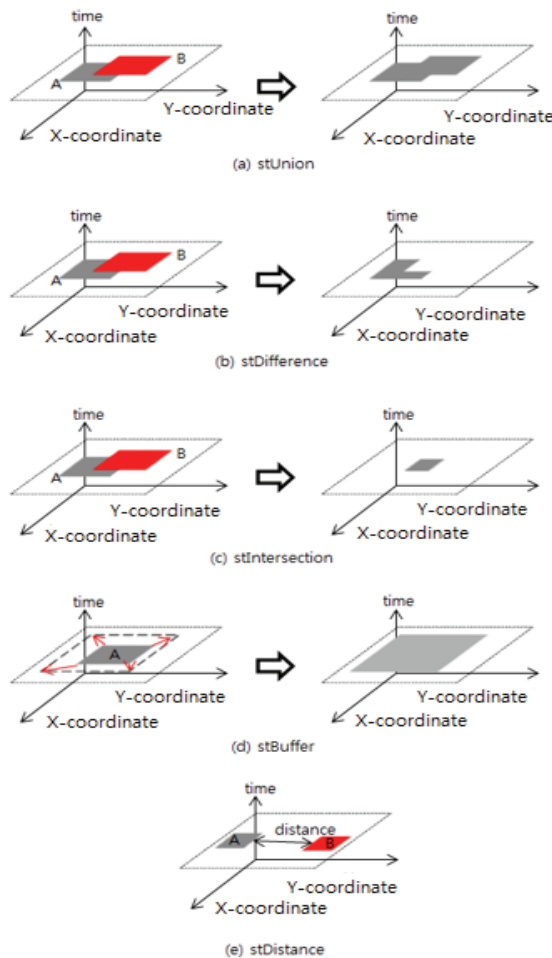 time
time
A
B
Y-coordinate
Y-coordinate
X-coordinate
X-coordinate
(a) stUnion
time
time
A
B
Y-coordinate
Y-coordinate
X-coordinate
X-coordinate
(b) stDifference
time
time
A
B
Y-coordinate
Y-coordinate
X-coordinate
X-coordinate
(c) stIntersection
time
time
A
Y-coordinate
Y-coordinate
X-coordinate
X-coordinate
(d) stBuffer
time
A
distance
B
Y-coordinate
X-coordinate
(e) stDistance